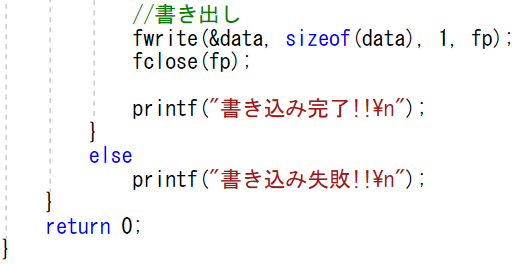 //書き出し
fwrite(&data, sizeof(data), 1, fp);
fclose(fp);
printf("書き込み完了!!¥n");
}
else
printf("書き込み失敗!!¥n");
}
return 0;
}